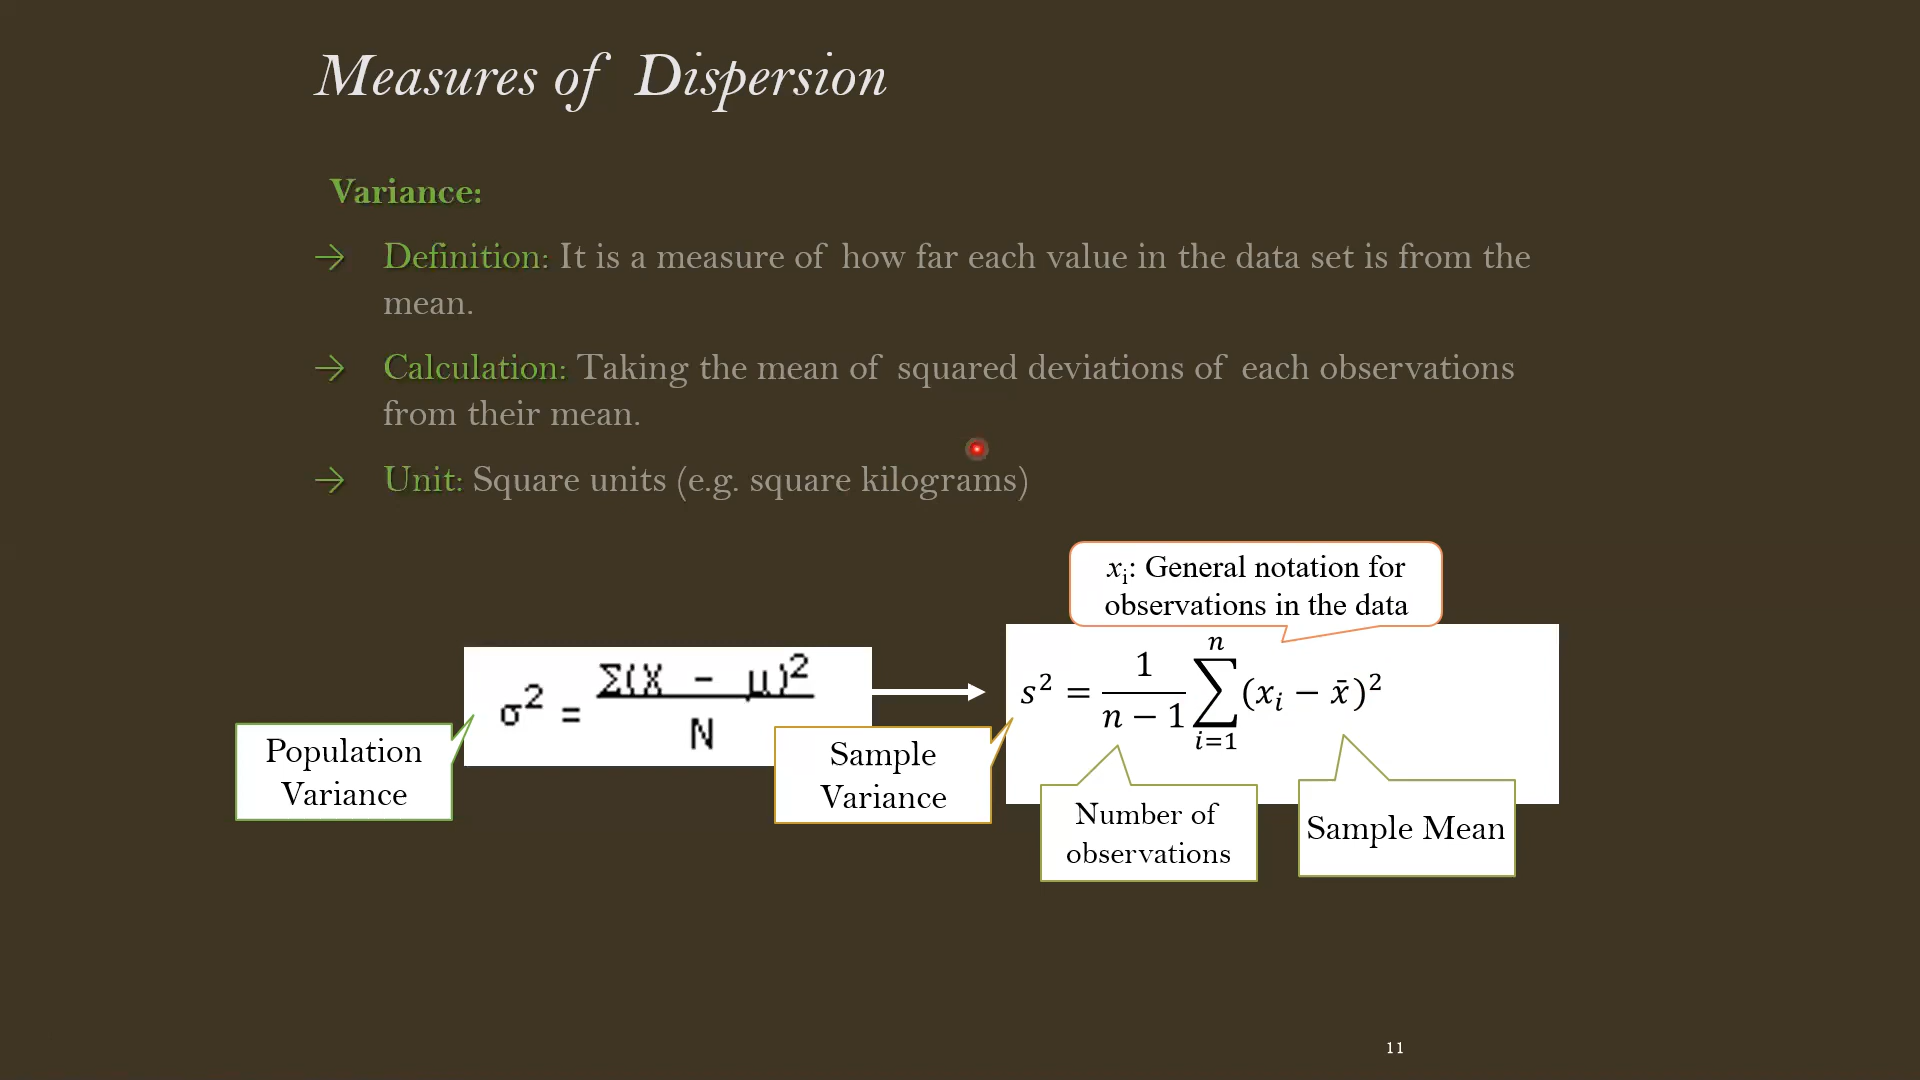 Measures of Dispersion
Variance:
→ Definition: It is a measure of how far each value in the data set is from the
mean.
→ Calculation: Taking the mean of squared deviations of each observations
from their mean.
→ Unit: Square units (e.g. square kilograms)
xᵢ: General notation for
observations in the data
σ² = Σ(X - μ)² / N
s² = 1/(n − 1) ∑ⁿᵢ₌₁ (xᵢ − x̄)²
Population
Variance
Sample
Variance
Number of
observations
Sample Mean
11